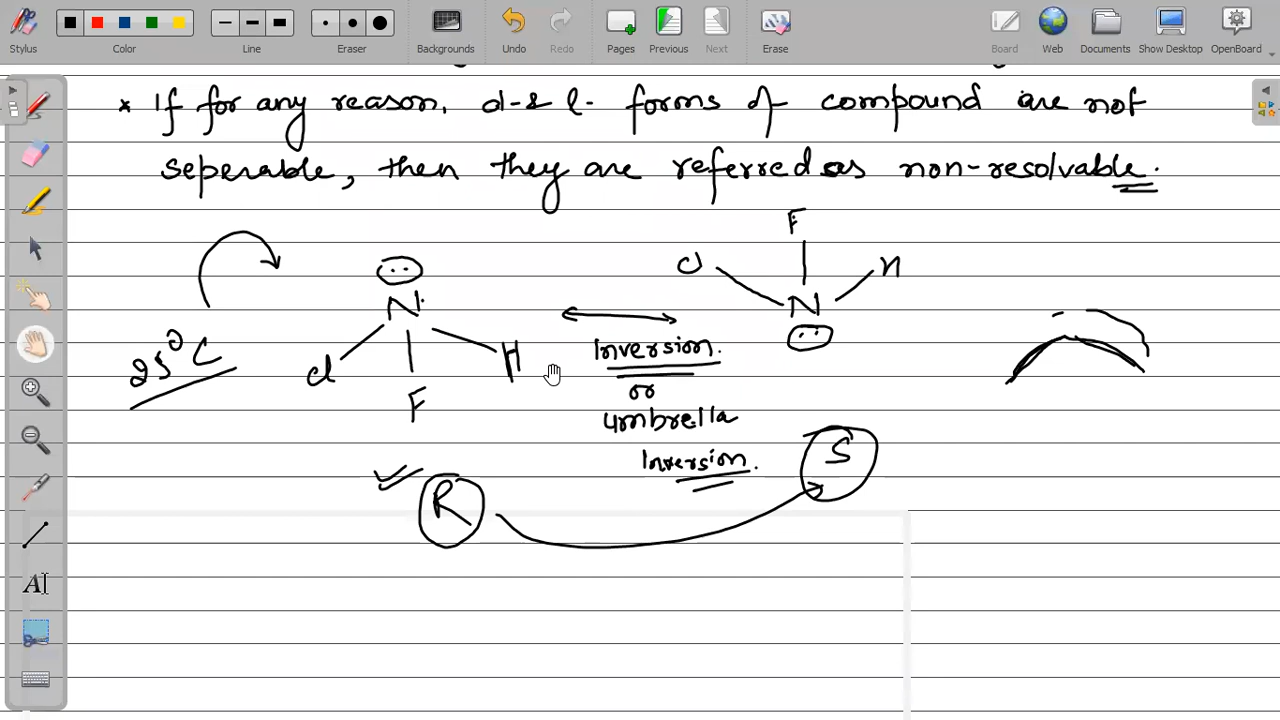 Stylus
Color
Line
Eraser
Backgrounds
Undo
Redo
Pages
Previous
Next
Erase
Board
Web
Documents
Show Desktop
OpenBoard
* If for any reason, d- & l- forms of compound are not
seperable, then they are referred as non-resolvable.
25°C
N
Cl
F
H
Inversion.
or
Umbrella
Inversion.
F
Cl
H
N
R
S
A